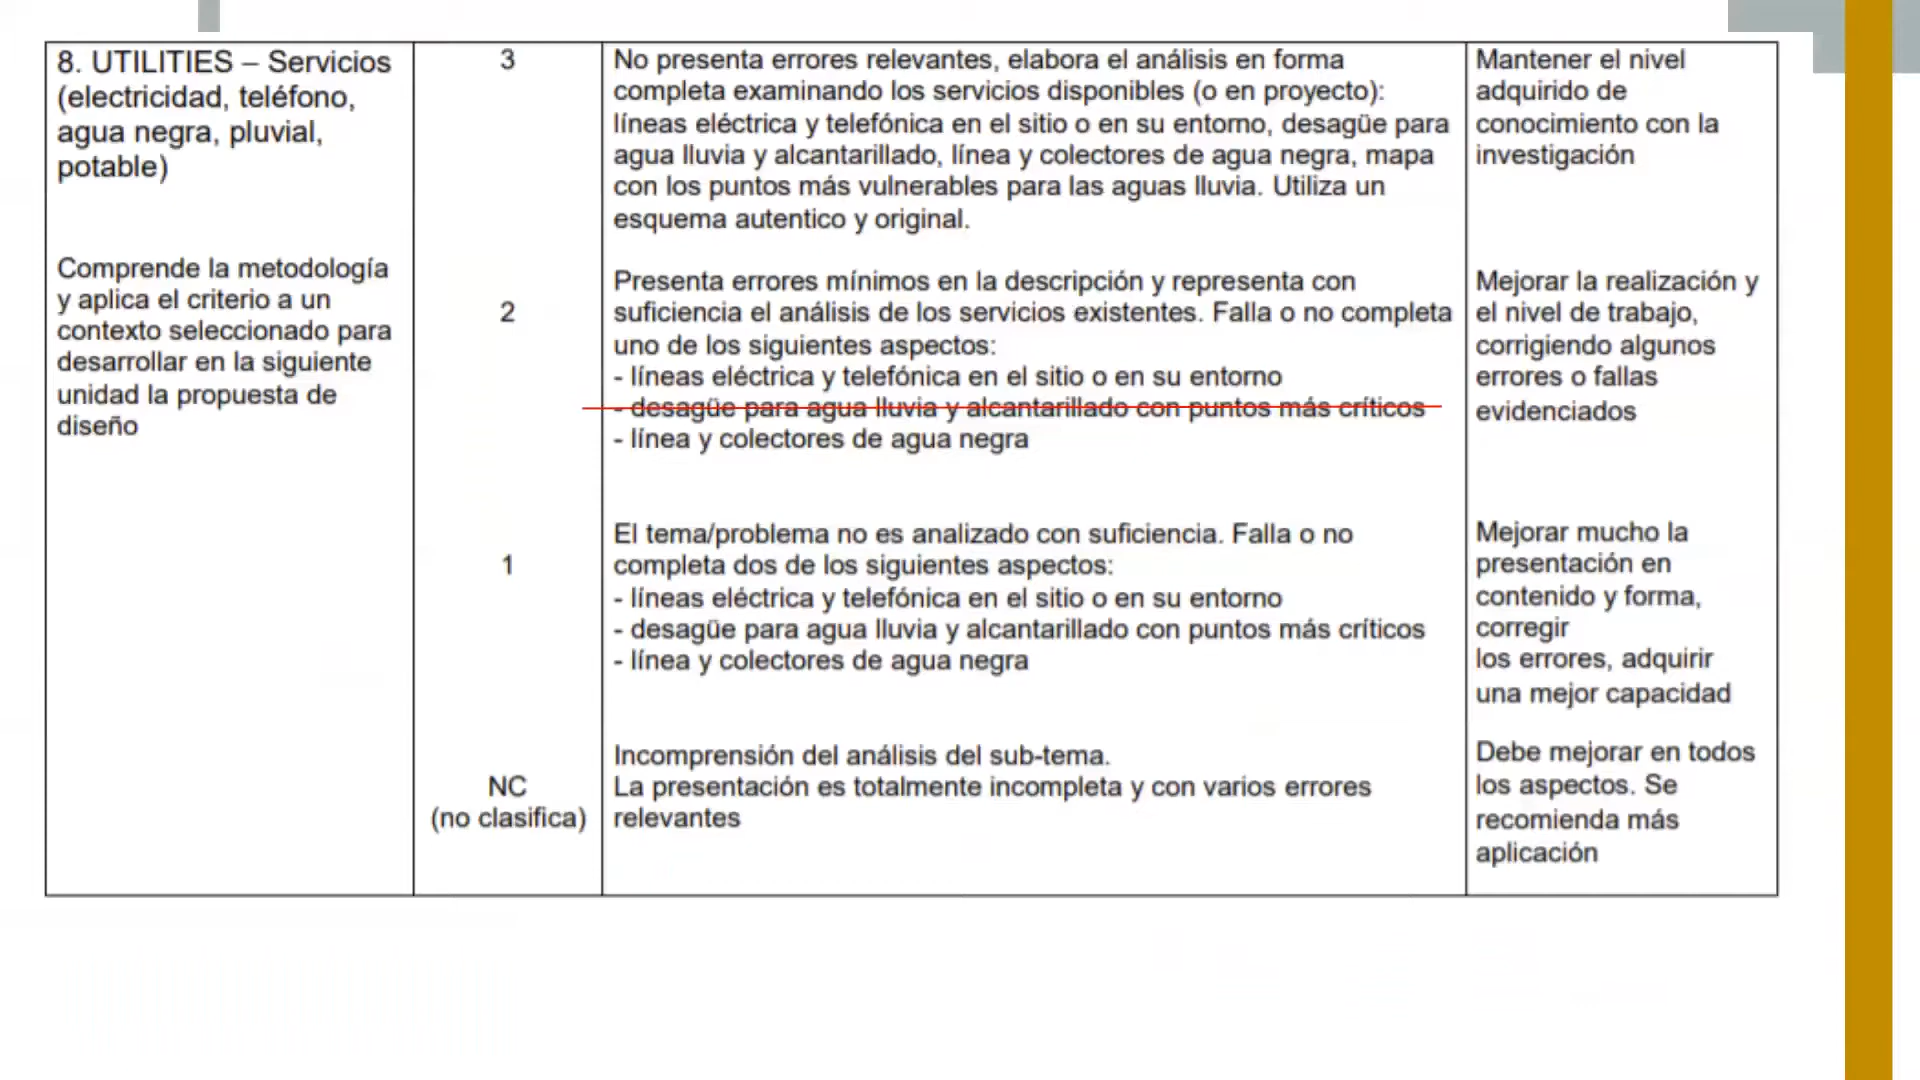 8. UTILITIES – Servicios
(electricidad, teléfono,
agua negra, pluvial,
potable)
Comprende la metodología
y aplica el criterio a un
contexto seleccionado para
desarrollar en la siguiente
unidad la propuesta de
diseño
3
No presenta errores relevantes, elabora el análisis en forma
completa examinando los servicios disponibles (o en proyecto):
líneas eléctrica y telefónica en el sitio o en su entorno, desagüe para
agua lluvia y alcantarillado, línea y colectores de agua negra, mapa
con los puntos más vulnerables para las aguas lluvia. Utiliza un
esquema autentico y original.
Mantener el nivel
adquirido de
conocimiento con la
investigación
2
Presenta errores mínimos en la descripción y representa con
suficiencia el análisis de los servicios existentes. Falla o no completa
uno de los siguientes aspectos:
- líneas eléctrica y telefónica en el sitio o en su entorno
- desagüe para agua lluvia y alcantarillado con puntos más críticos
- línea y colectores de agua negra
Mejorar la realización y
el nivel de trabajo,
corrigiendo algunos
errores o fallas
evidenciados
1
El tema/problema no es analizado con suficiencia. Falla o no
completa dos de los siguientes aspectos:
- líneas eléctrica y telefónica en el sitio o en su entorno
- desagüe para agua lluvia y alcantarillado con puntos más críticos
- línea y colectores de agua negra
Mejorar mucho la
presentación en
contenido y forma,
corregir
los errores, adquirir
una mejor capacidad
NC
(no clasifica)
Incomprensión del análisis del sub-tema.
La presentación es totalmente incompleta y con varios errores
relevantes
Debe mejorar en todos
los aspectos. Se
recomienda más
aplicación